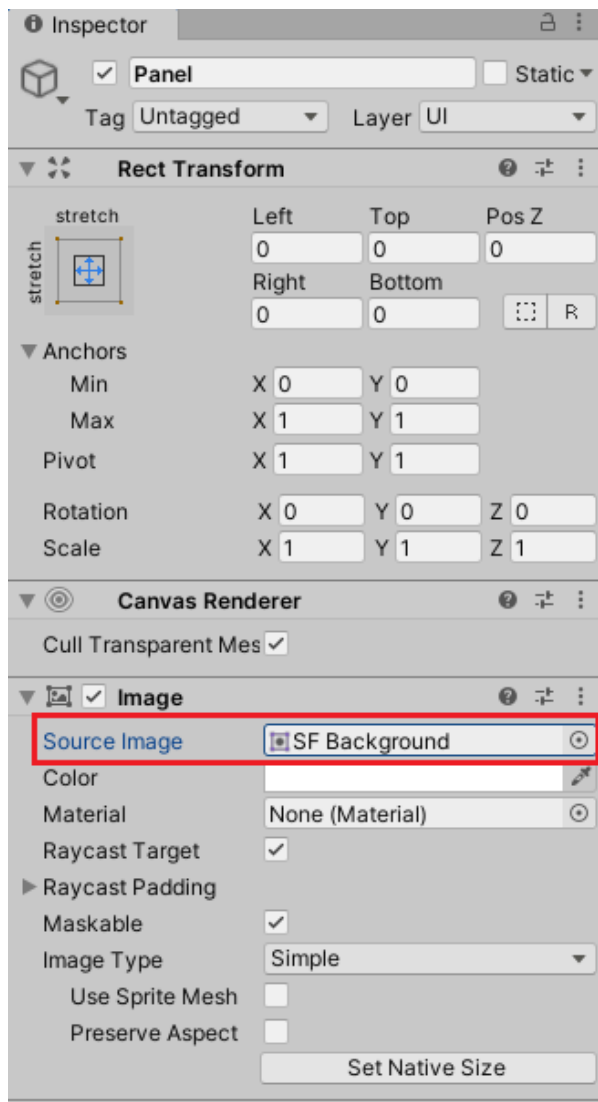 Inspector
Panel Static
Tag Untagged Layer UI
Rect Transform
stretch Left Top Pos Z
stretch 0 0 0
Right Bottom
0 0 R
Anchors
Min X 0 Y 0
Max X 1 Y 1
Pivot X 1 Y 1
Rotation X 0 Y 0 Z 0
Scale X 1 Y 1 Z 1
Canvas Renderer
Cull Transparent Mes
Image
Source Image SF Background
Color
Material None (Material)
Raycast Target
Raycast Padding
Maskable
Image Type Simple
Use Sprite Mesh
Preserve Aspect
Set Native Size